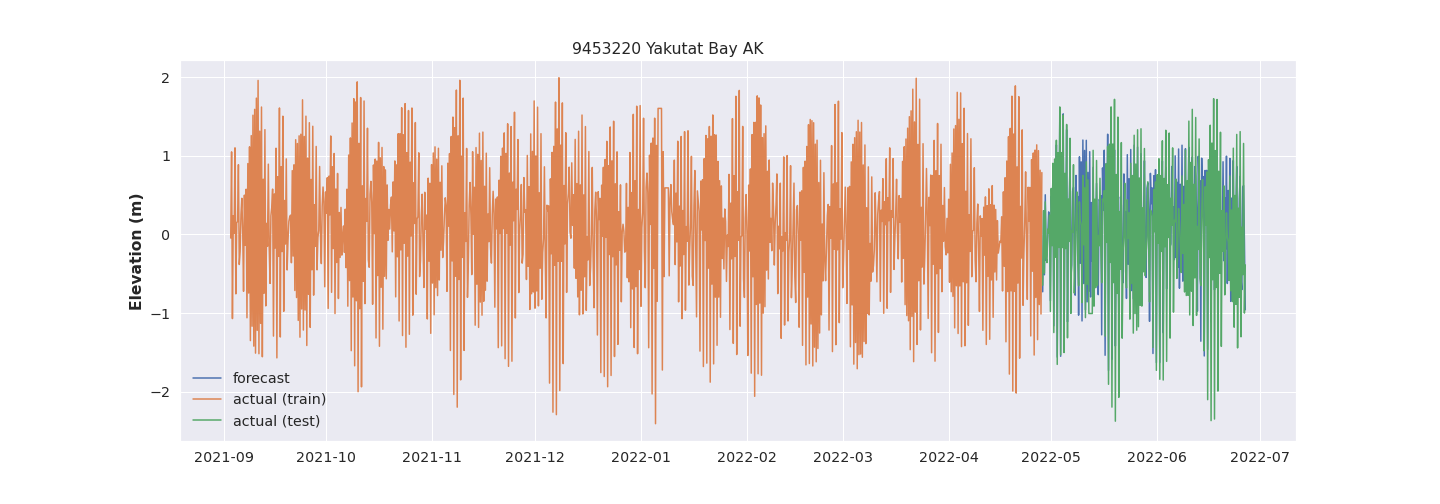 9453220 Yakutat Bay AK
Elevation (m)
2
1
0
−1
−2
forecast
actual (train)
actual (test)
2021-09 2021-10 2021-11 2021-12 2022-01 2022-02 2022-03 2022-04 2022-05 2022-06 2022-07